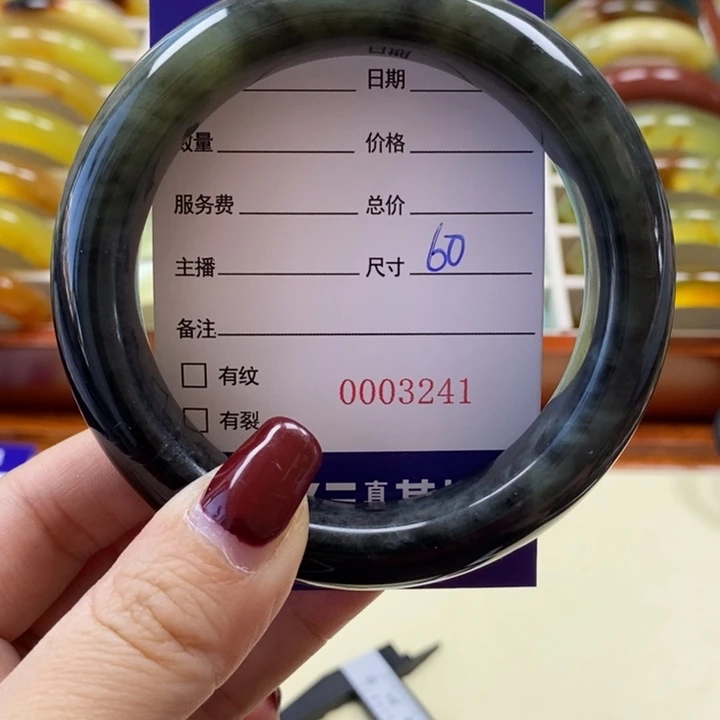 日期
数量 价格
服务费 总价
主播 尺寸 60
备注
有纹
0003241
有裂
真